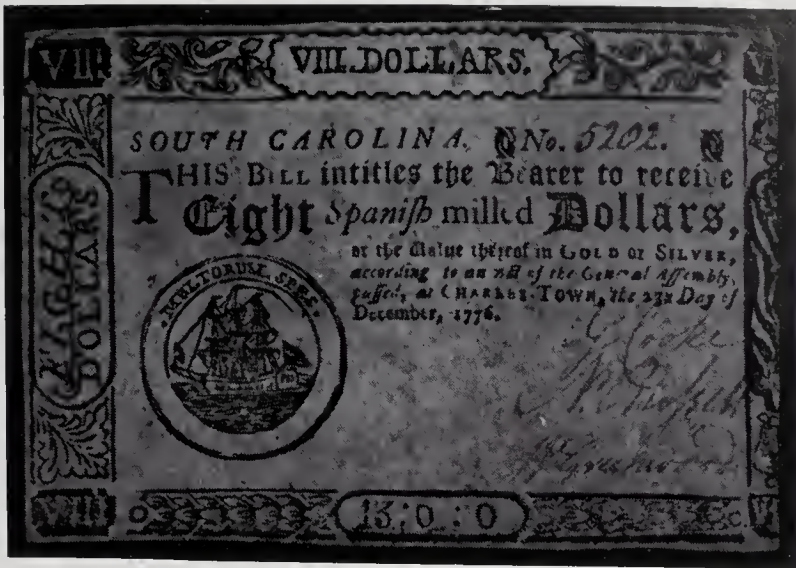 VIII VIII.DOLLARS.
SOUTH CAROLINA. No. 5202.
THIS BILL intitles the Bearer to receive
Eight Spaniſh milled Dollars,
or the Value thereof in GOLD or SILVER,
according to an Act of the General Aſſembly,
paſſed, at CHARLES-TOWN, the 23d Day of
December, 1776.
MULTORUM SPES.
EIGHT
DOLLARS
Cooke
VIII 13:0:0